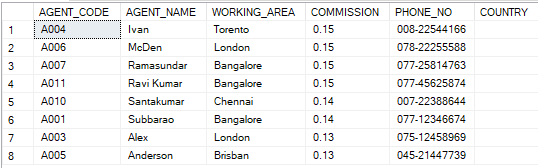 AGENT_CODE AGENT_NAME WORKING_AREA COMMISSION PHONE_NO COUNTRY
1 A004 Ivan Torento 0.15 008-22544166
2 A006 McDen London 0.15 078-22255588
3 A007 Ramasundar Bangalore 0.15 077-25814763
4 A011 Ravi Kumar Bangalore 0.15 077-45625874
5 A010 Santakumar Chennai 0.14 007-22388644
6 A001 Subbarao Bangalore 0.14 077-12346674
7 A003 Alex London 0.13 075-12458969
8 A005 Anderson Brisban 0.13 045-21447739